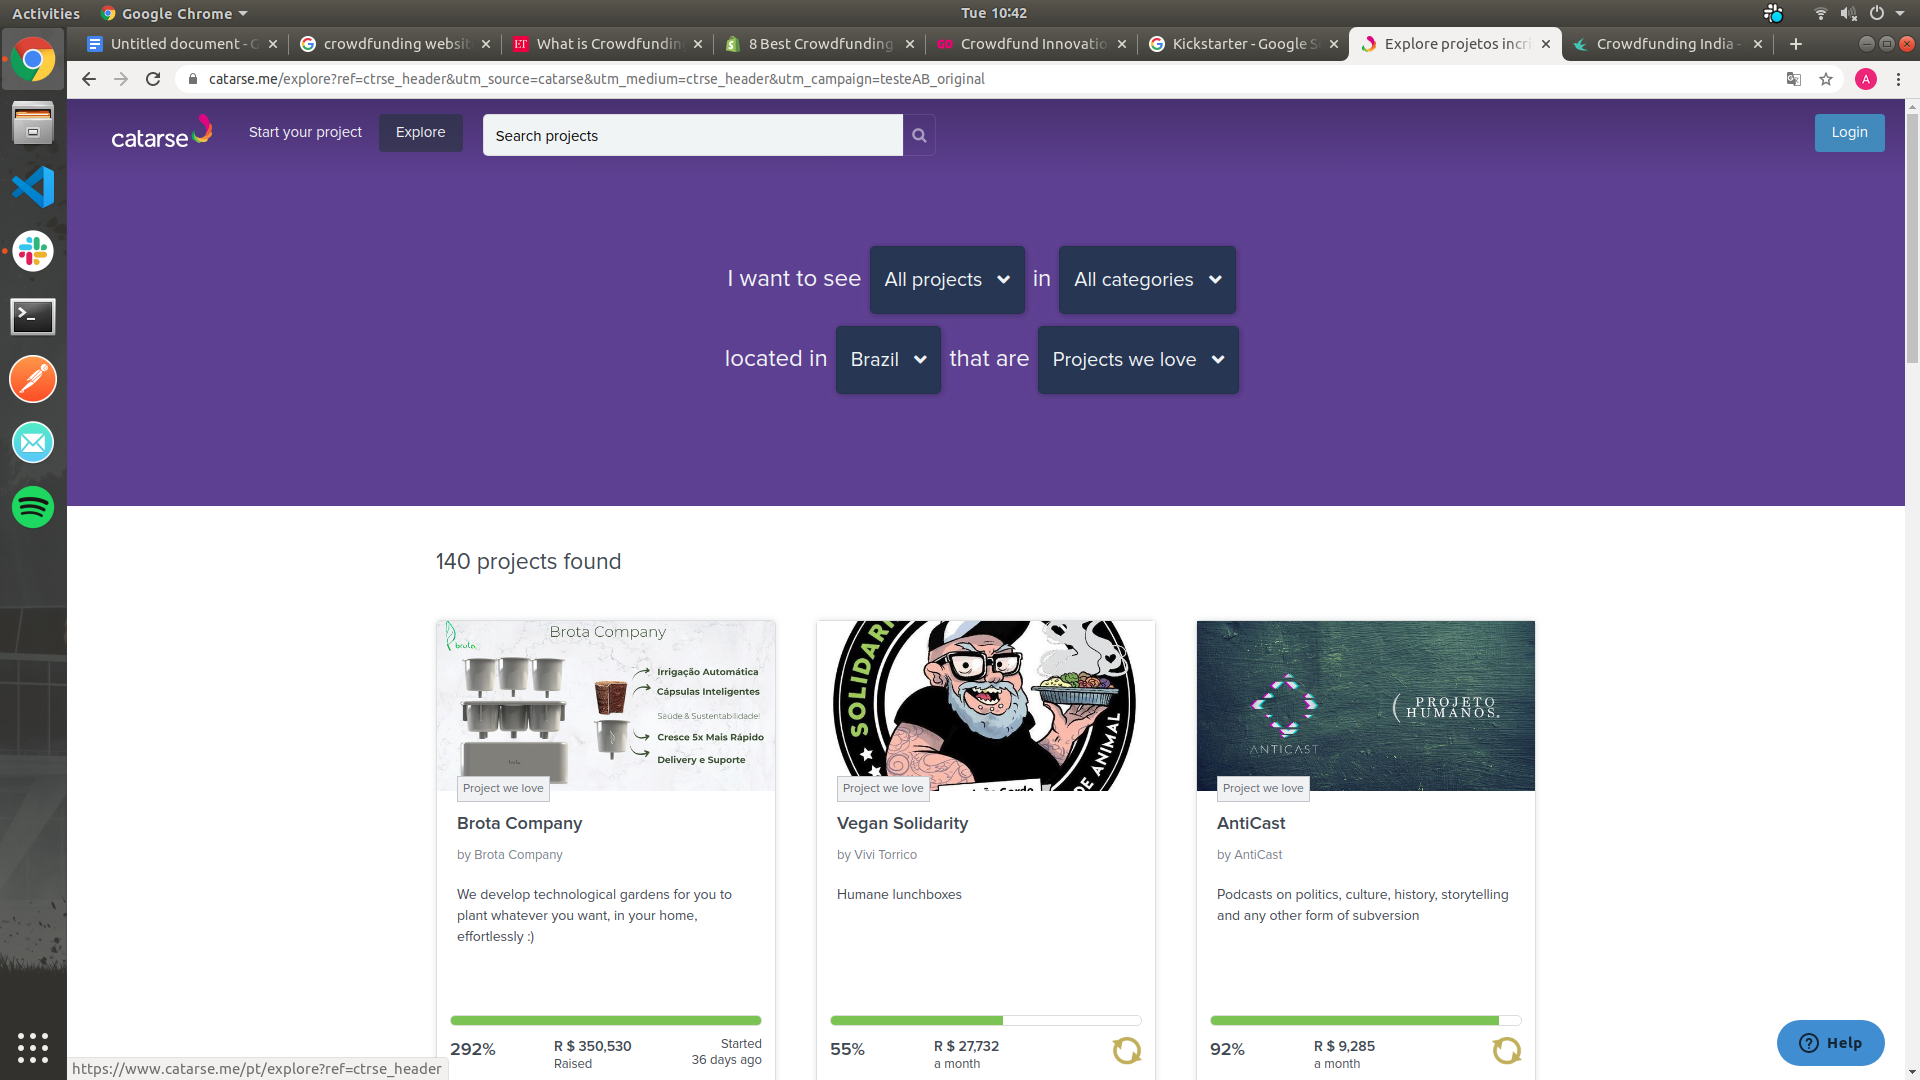 Activities
Google Chrome
Tue 10:42
Untitled document - G
crowdfunding websit
What is Crowdfunding
8 Best Crowdfunding
Crowdfund Innovatio
Kickstarter - Google S
Explore projetos incrí
Crowdfunding India -
catarse.me/explore?ref=ctrse_header&utm_source=catarse&utm_medium=ctrse_header&utm_campaign=testeAB_original
A
catarse
Start your project
Explore
Search projects
Login
I want to see All projects in All categories
located in Brazil that are Projects we love
140 projects found
Brota Company
brota
Irrigação Automática
Cápsulas Inteligentes
Saúde & Sustentabilidade!
Cresce 5x Mais Rápido
Delivery e Suporte
Project we love
Brota Company
by Brota Company
We develop technological gardens for you to
plant whatever you want, in your home,
effortlessly :)
292%
R $ 350,530
Raised
Started
36 days ago
SOLIDARI
DE ANIMAL
Project we love
Vegan Solidarity
by Vivi Torrico
Humane lunchboxes
55%
R $ 27,732
a month
ANTICAST
PROJETO
HUMANOS.
Project we love
AntiCast
by AntiCast
Podcasts on politics, culture, history, storytelling
and any other form of subversion
92%
R $ 9,285
a month
Help
https://www.catarse.me/pt/explore?ref=ctrse_header